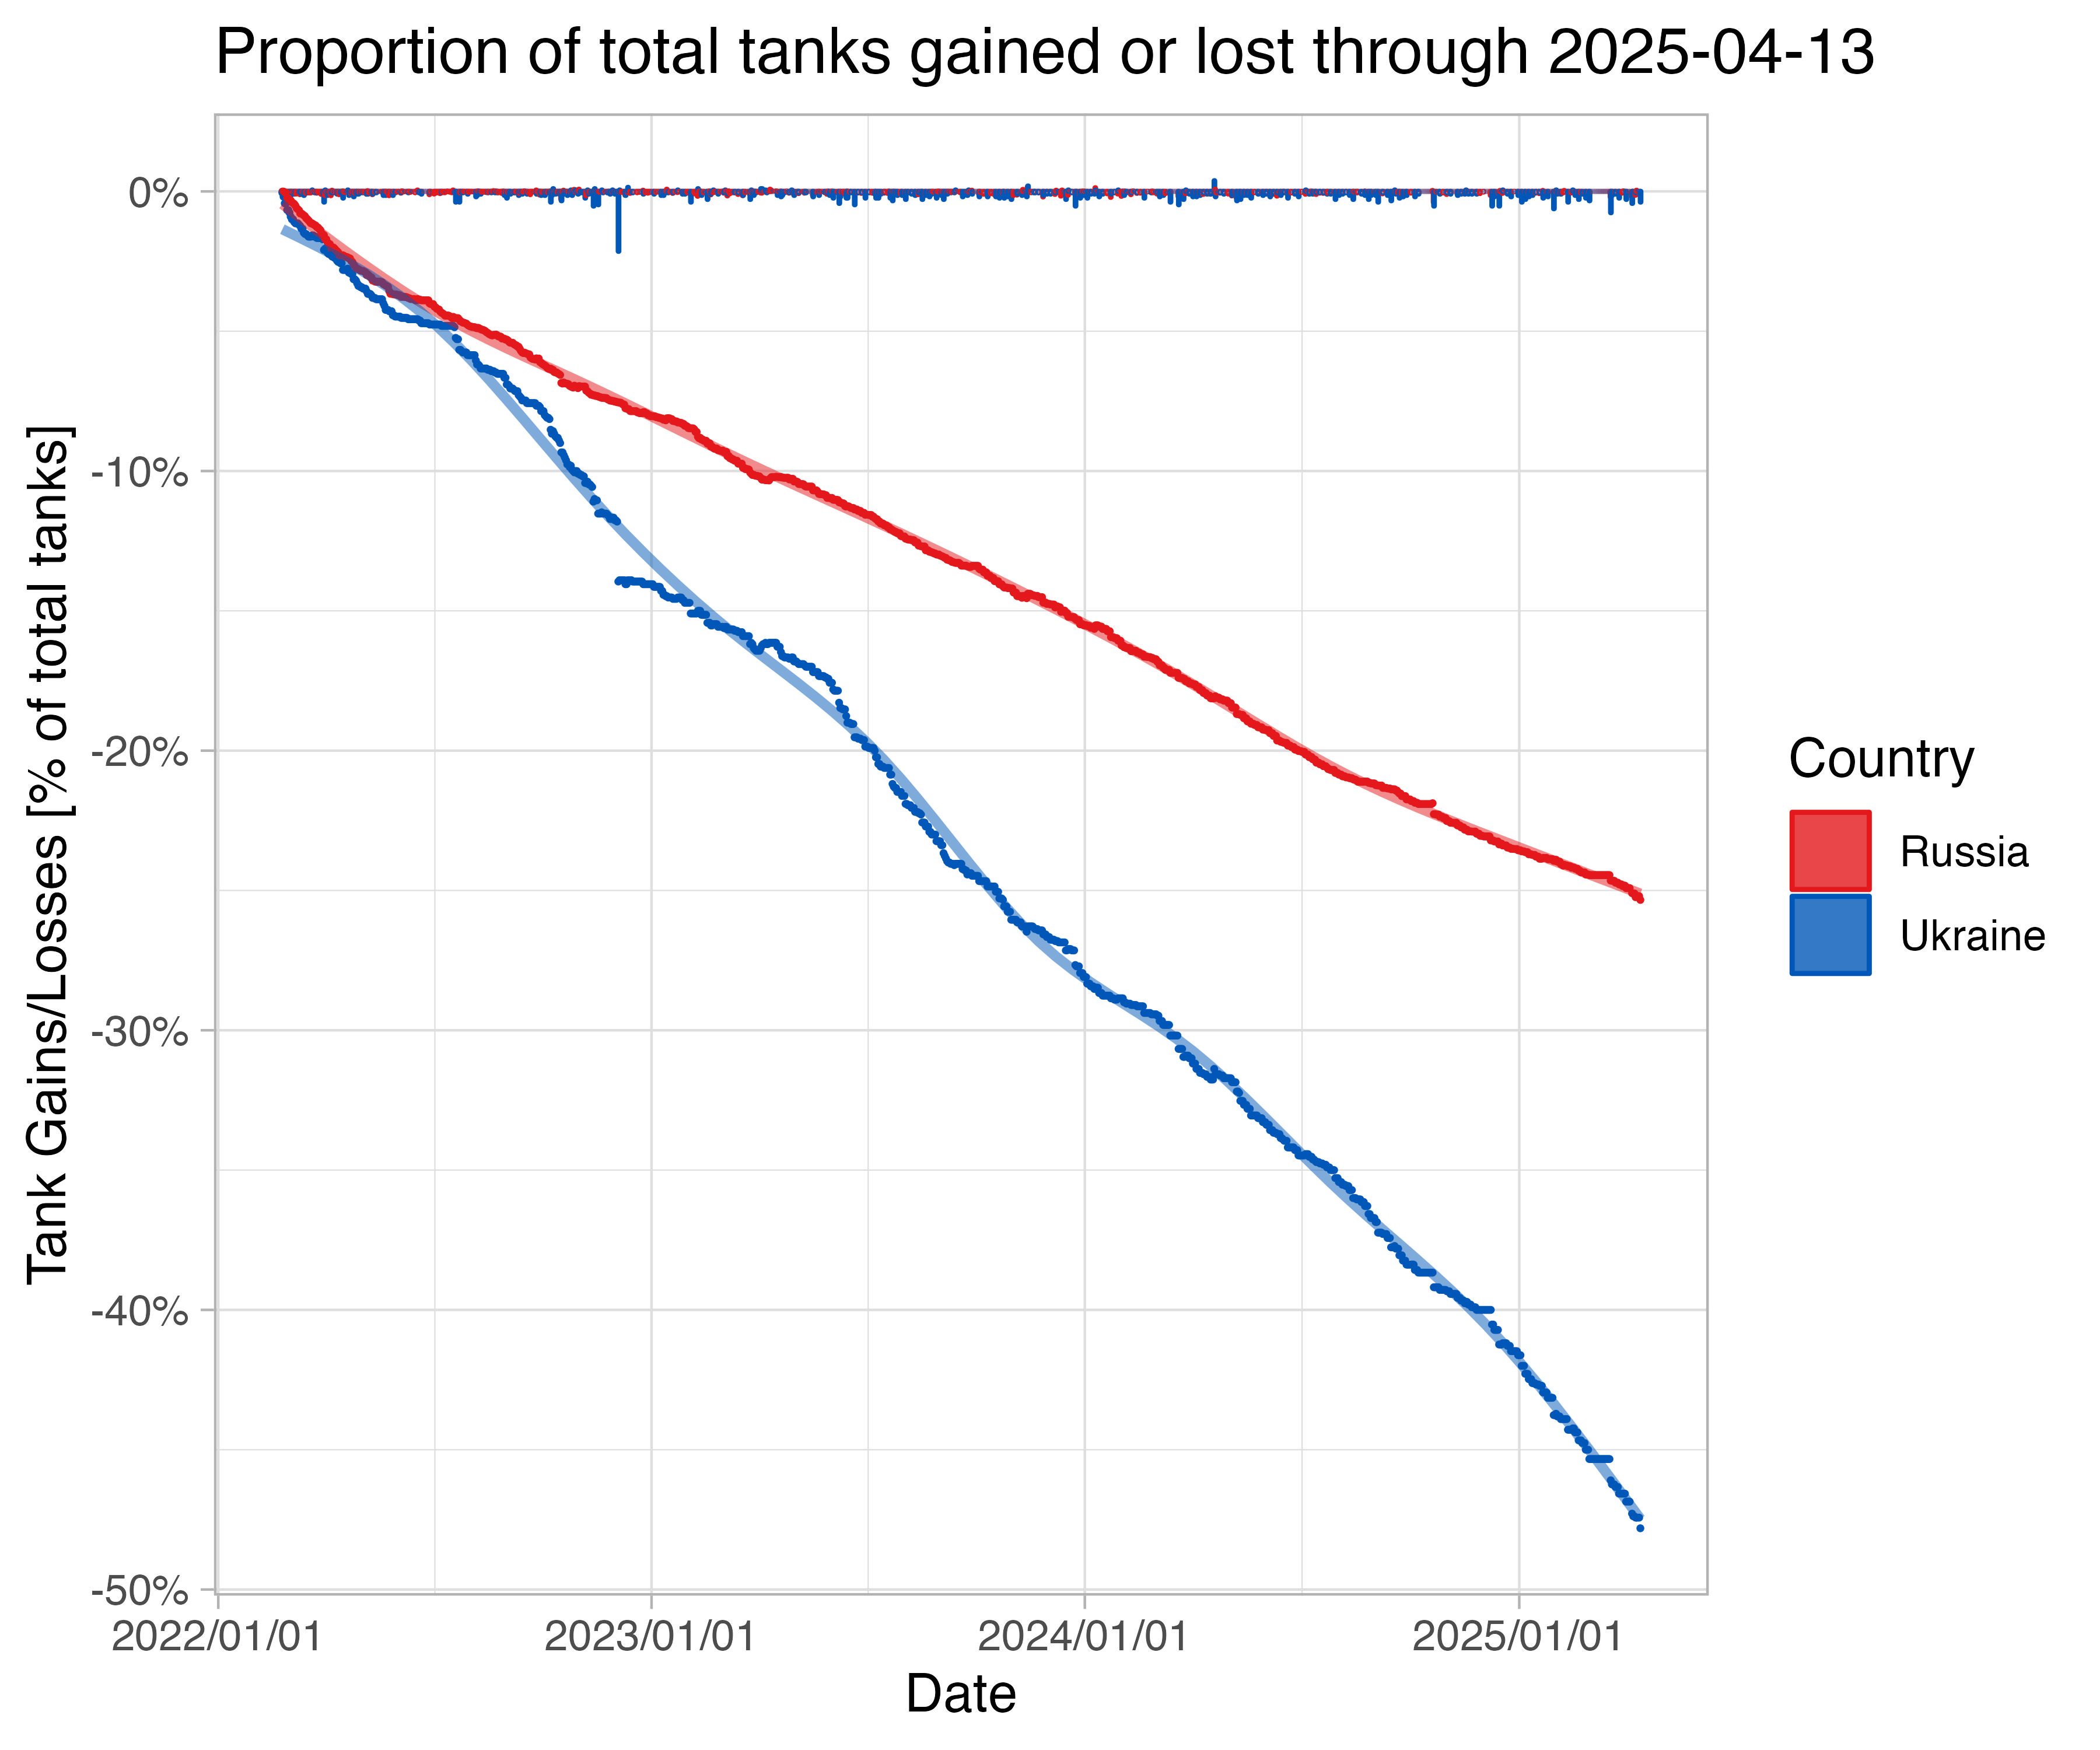 Proportion of total tanks gained or lost through 2025-04-13
Tank Gains/Losses [% of total tanks]
0%
-10%
-20%
-30%
-40%
-50%
2022/01/01
2023/01/01
2024/01/01
2025/01/01
Date
Country
Russia
Ukraine